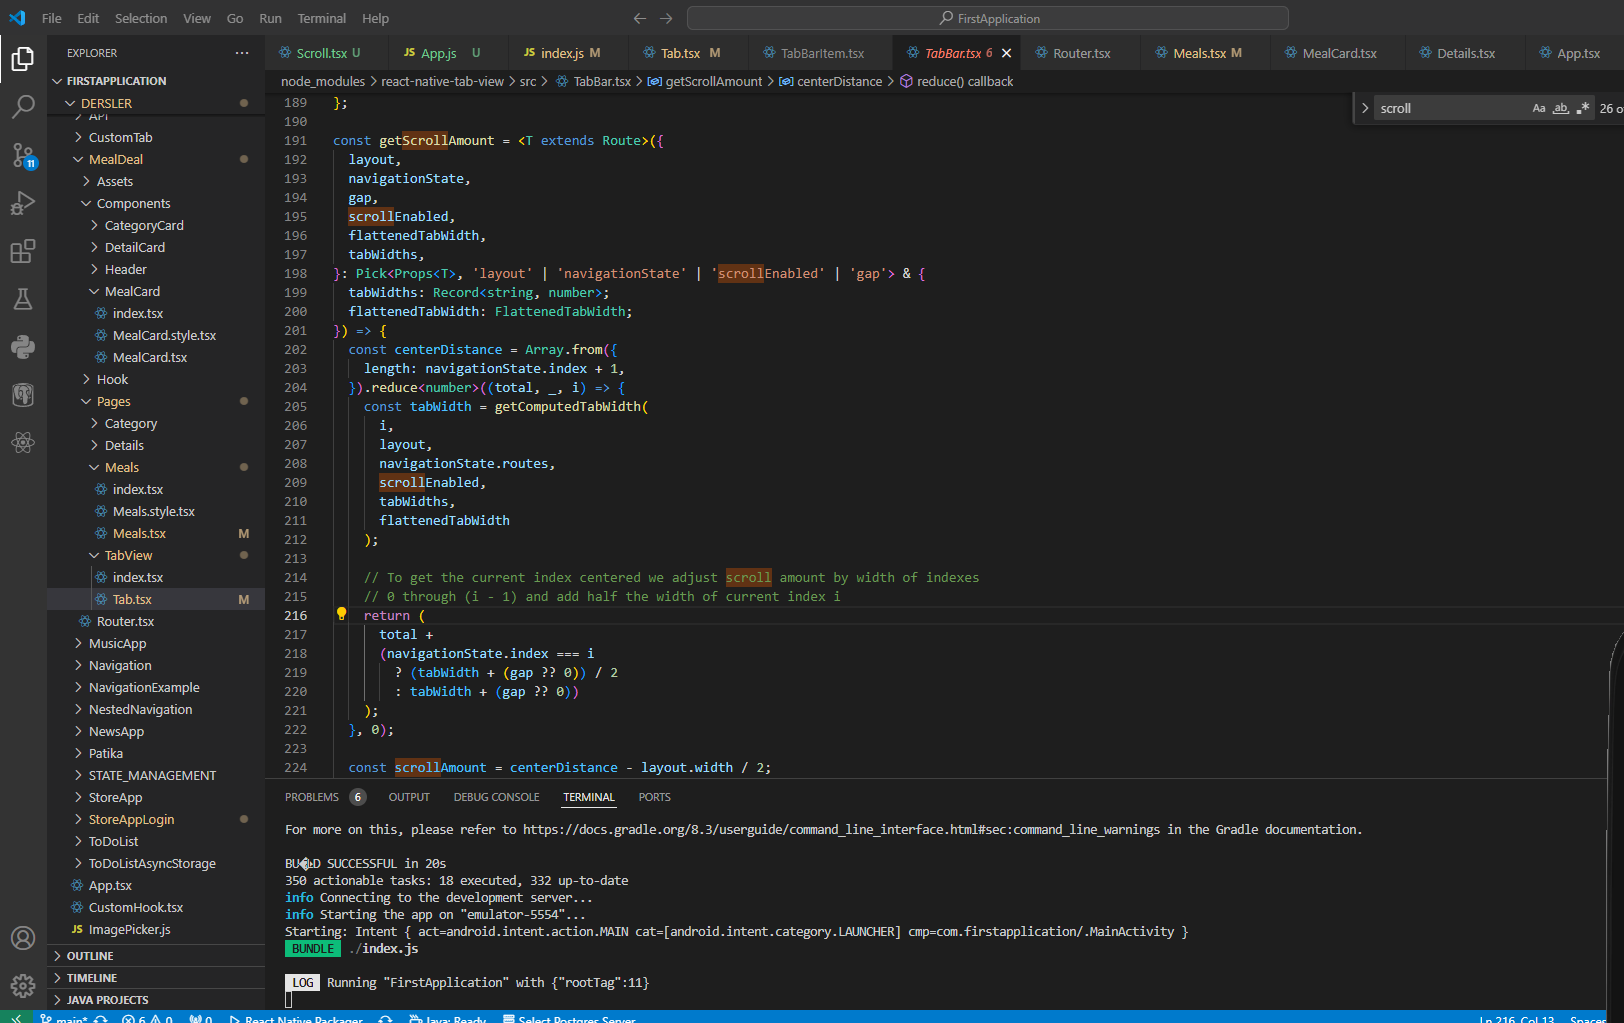 File Edit Selection View Go Run Terminal Help
FirstApplication
EXPLORER ···
FIRSTAPPLICATION
DERSLER
API
CustomTab
MealDeal
Assets
Components
CategoryCard
DetailCard
Header
MealCard
index.tsx
MealCard.style.tsx
MealCard.tsx
Hook
Pages
Category
Details
Meals
index.tsx
Meals.style.tsx
Meals.tsx M
TabView
index.tsx
Tab.tsx M
Router.tsx
MusicApp
Navigation
NavigationExample
NestedNavigation
NewsApp
Patika
STATE_MANAGEMENT
StoreApp
StoreAppLogin
ToDoList
ToDoListAsyncStorage
App.tsx
CustomHook.tsx
JS ImagePicker.js
OUTLINE
TIMELINE
JAVA PROJECTS
11
Scroll.tsx U JS App.js U JS index.js M Tab.tsx M TabBarItem.tsx TabBar.tsx 6 Router.tsx Meals.tsx M MealCard.tsx Details.tsx App.tsx
node_modules > react-native-tab-view > src > TabBar.tsx > getScrollAmount > centerDistance > reduce() callback
scroll Aa ab 26 o
189 };
190
191 const getScrollAmount = <T extends Route>({
192 layout,
193 navigationState,
194 gap,
195 scrollEnabled,
196 flattenedTabWidth,
197 tabWidths,
198 }: Pick<Props<T>, 'layout' | 'navigationState' | 'scrollEnabled' | 'gap'> & {
199 tabWidths: Record<string, number>;
200 flattenedTabWidth: FlattenedTabWidth;
201 }) => {
202 const centerDistance = Array.from({
203 length: navigationState.index + 1,
204 }).reduce<number>((total, _, i) => {
205 const tabWidth = getComputedTabWidth(
206 i,
207 layout,
208 navigationState.routes,
209 scrollEnabled,
210 tabWidths,
211 flattenedTabWidth
212 );
213
214 // To get the current index centered we adjust scroll amount by width of indexes
215 // 0 through (i - 1) and add half the width of current index i
216 return (
217 total +
218 (navigationState.index === i
219 ? (tabWidth + (gap ?? 0)) / 2
220 : tabWidth + (gap ?? 0))
221 );
222 }, 0);
223
224 const scrollAmount = centerDistance - layout.width / 2;
PROBLEMS 6 OUTPUT DEBUG CONSOLE TERMINAL PORTS
For more on this, please refer to https://docs.gradle.org/8.3/userguide/command_line_interface.html#sec:command_line_warnings in the Gradle documentation.
SUCCESSFUL in 20s
350 actionable tasks: 18 executed, 332 up-to-date
info Connecting to the development server...
info Starting the app on "emulator-5554"...
Starting: Intent { act=android.intent.action.MAIN cat=[android.intent.category.LAUNCHER] cmp=com.firstapplication/.MainActivity }
BUNDLE ./index.js
LOG Running "FirstApplication" with {"rootTag":11}
main* 6 0 0 React Native Packager Java: Ready Select Postgres Server Ln 216, Col 13 Spaces